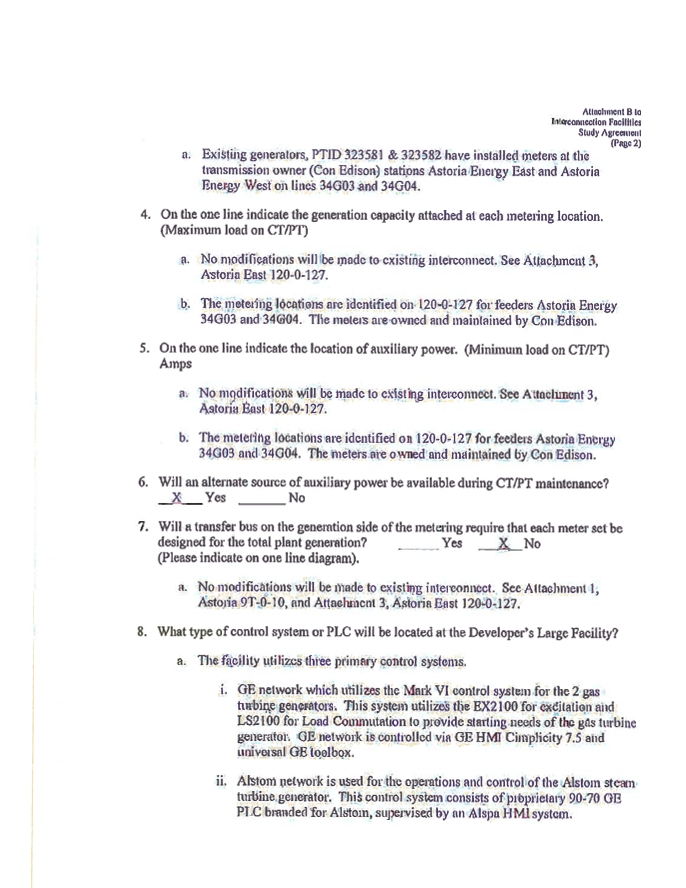 Attachment B to
Interconnection Facilities
Study Agreement
(Page 2)
a. Existing generators, PTID 323581 & 323582 have installed meters at the
transmission owner (Con Edison) stations Astoria Energy East and Astoria
Energy West on lines 34G03 and 34G04.
4. On the one line indicate the generation capacity attached at each metering location.
(Maximum load on CT/PT)
a. No modifications will be made to existing interconnect. See Attachment 3,
Astoria East 120-0-127.
b. The metering locations are identified on 120-0-127 for feeders Astoria Energy
34G03 and 34G04. The meters are owned and maintained by Con Edison.
5. On the one line indicate the location of auxiliary power. (Minimum load on CT/PT)
Amps
a. No modifications will be made to existing interconnect. See Attachment 3,
Astoria East 120-0-127.
b. The metering locations are identified on 120-0-127 for feeders Astoria Energy
34G03 and 34G04. The meters are owned and maintained by Con Edison.
6. Will an alternate source of auxiliary power be available during CT/PT maintenance?
__X__ Yes ______ No
7. Will a transfer bus on the generation side of the metering require that each meter set be
designed for the total plant generation? ______ Yes __X__ No
(Please indicate on one line diagram).
a. No modifications will be made to existing interconnect. See Attachment 1,
Astoria 9T-0-10, and Attachment 3, Astoria East 120-0-127.
8. What type of control system or PLC will be located at the Developer's Large Facility?
a. The facility utilizes three primary control systems.
i. GE network which utilizes the Mark VI control system for the 2 gas
turbine generators. This system utilizes the EX2100 for excitation and
LS2100 for Load Commutation to provide starting needs of the gas turbine
generator. GE network is controlled via GE HMI Cimplicity 7.5 and
universal GE toolbox.
ii. Alstom network is used for the operations and control of the Alstom steam
turbine generator. This control system consists of proprietary 90-70 GE
PLC branded for Alstom, supervised by an Alspa HMI system.